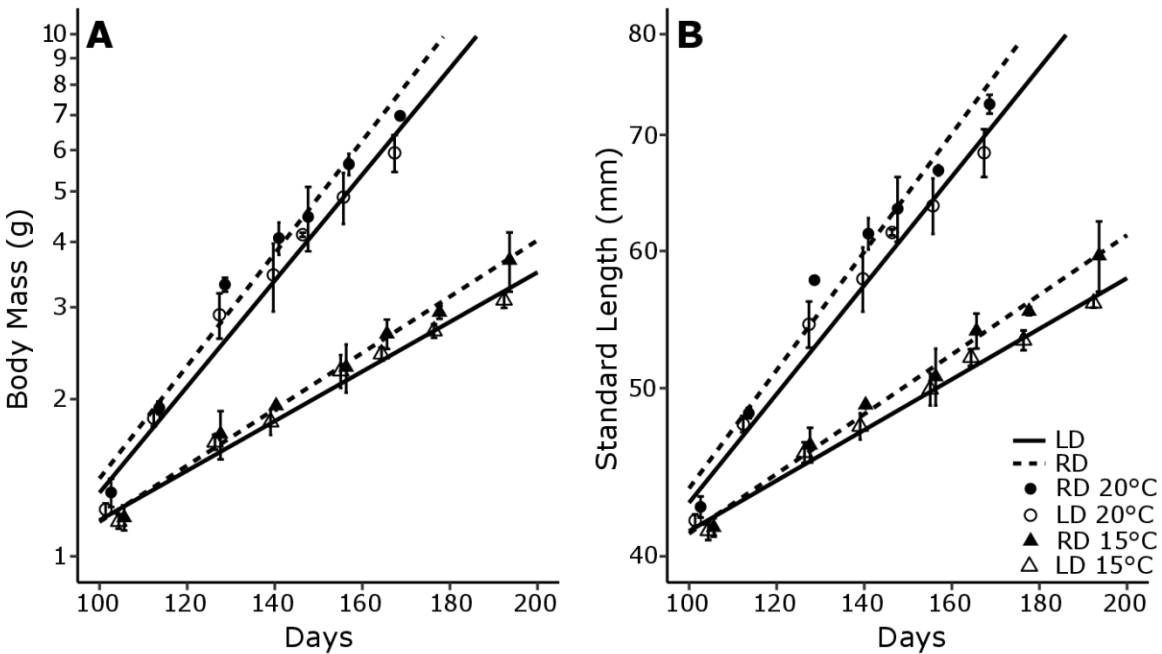 A
Body Mass (g)
10
9
8
7
6
5
4
3
2
1
100 120 140 160 180 200
Days
B
Standard Length (mm)
80
70
60
50
40
100 120 140 160 180 200
Days
LD
RD
RD 20°C
LD 20°C
RD 15°C
LD 15°C